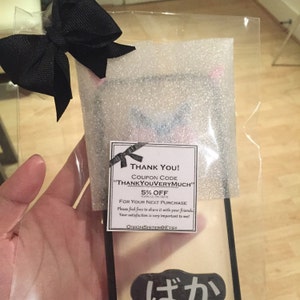 Thank You!
Coupon Code
"ThankYouVeryMuch"
5% OFF
For Your Next Purchase
Please feel free to share it with your friends.
Your satisfaction is very important to me!
ばか